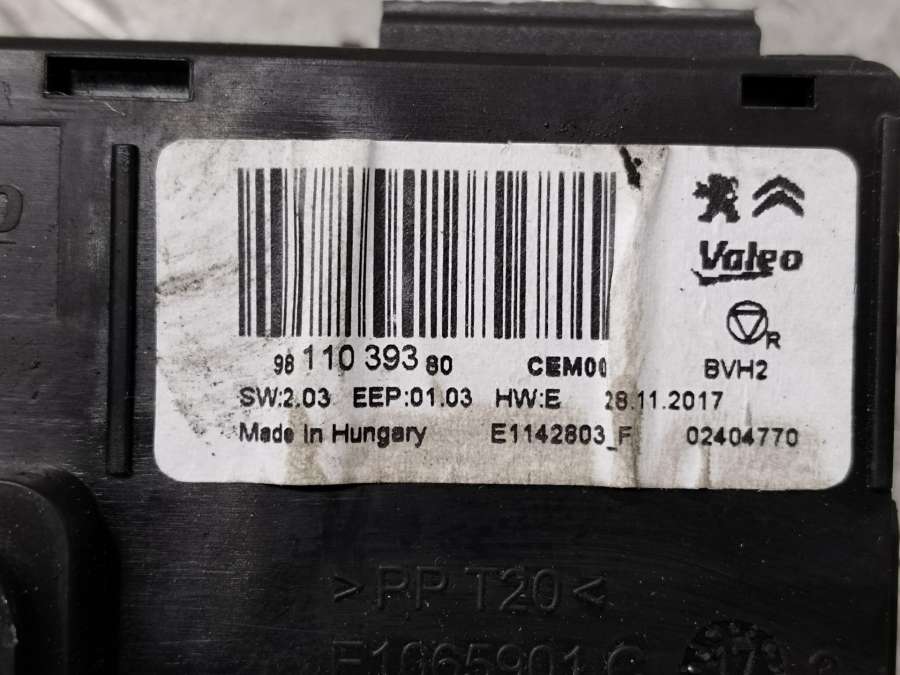 Valeo
R
98 110 393 80 CEM00 BVH2
SW:2.03 EEP:01.03 HW:E 28.11.2017
Made in Hungary E1142803_F 02404770
>PP T20<
E1065901